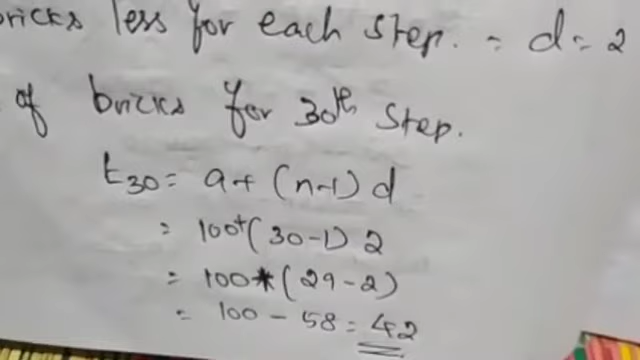 bricks less for each step. = d = 2
of bricks for 30th step.
t30 = a + (n-1) d
= 100+(30-1) 2
= 100*(29-2)
= 100 - 58 = 42